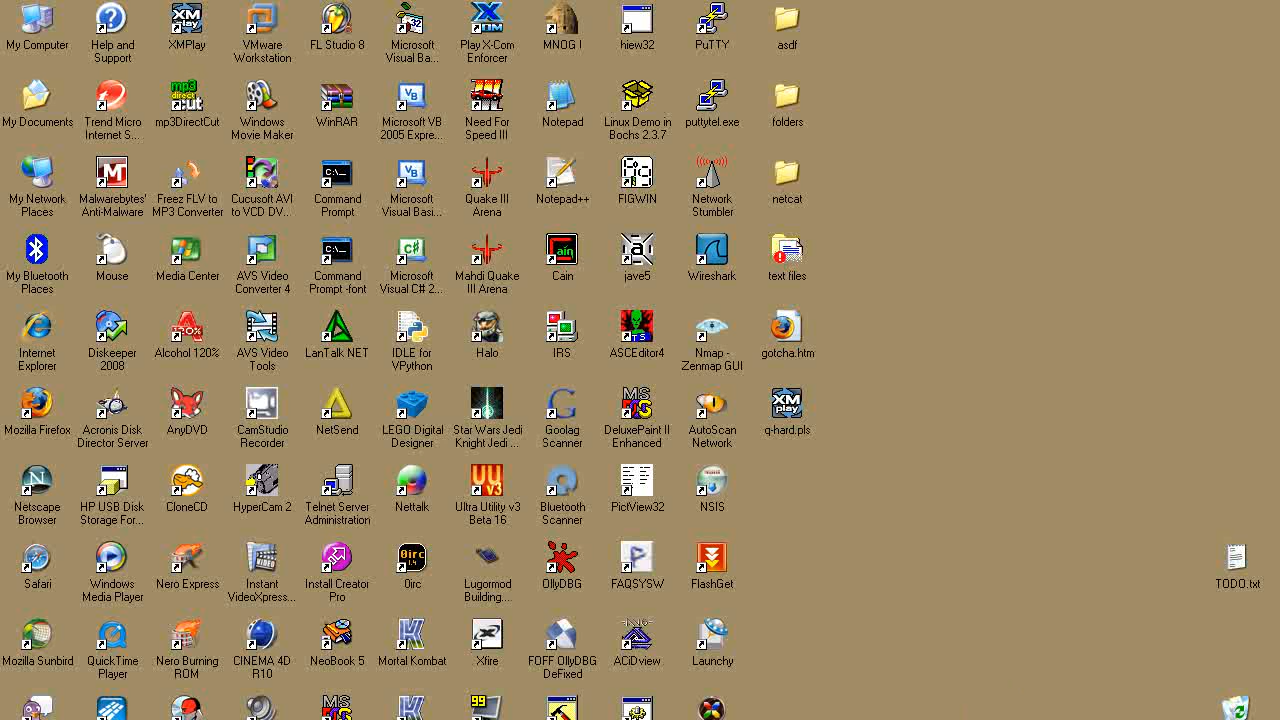 My Computer
Help and
Support
XMPlay
VMware
Workstation
FL Studio 8
Microsoft
Visual Ba...
Play X-Com
Enforcer
MNOG I
hiew32
PuTTY
asdf
My Documents
Trend Micro
Internet S...
mp3DirectCut
Windows
Movie Maker
WinRAR
Microsoft VB
2005 Expre...
Need For
Speed III
Notepad
Linux Demo in
Bochs 2.3.7
puttytel.exe
folders
My Network
Places
Malwarebytes'
Anti-Malware
Freez FLV to
MP3 Converter
Cucusoft AVI
to VCD DV...
Command
Prompt
Microsoft
Visual Basi...
Quake III
Arena
Notepad++
FIGWIN
Network
Stumbler
netcat
My Bluetooth
Places
Mouse
Media Center
AVS Video
Converter 4
Command
Prompt -font
Microsoft
Visual C# 2...
Mahdi Quake
III Arena
Cain
jave5
Wireshark
text files
Internet
Explorer
Diskeeper
2008
Alcohol 120%
AVS Video
Tools
LanTalk NET
IDLE for
VPython
Halo
IRS
ASCEditor4
Nmap -
Zenmap GUI
gotcha.htm
Mozilla Firefox
Acronis Disk
Director Server
AnyDVD
CamStudio
Recorder
NetSend
LEGO Digital
Designer
Star Wars Jedi
Knight Jedi ...
Goolag
Scanner
DeluxePaint II
Enhanced
AutoScan
Network
q-hard.pls
Netscape
Browser
HP USB Disk
Storage For...
CloneCD
HyperCam 2
Telnet Server
Administration
Nettalk
Ultra Utility v3
Beta 16
Bluetooth
Scanner
PictView32
NSIS
Safari
Windows
Media Player
Nero Express
Instant
VideoXpress...
Install Creator
Pro
0irc
Lugormod
Building....
OllyDBG
FAQSYSW
FlashGet
TODO.txt
Mozilla Sunbird
QuickTime
Player
Nero Burning
ROM
CINEMA 4D
R10
NeoBook 5
Mortal Kombat
Xfire
FOFF OllyDBG
DeFixed
ACiDview
Launchy